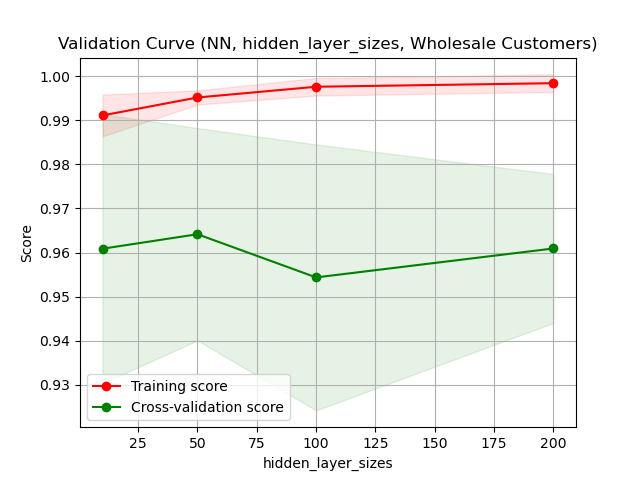 Validation Curve (NN, hidden_layer_sizes, Wholesale Customers)
1.00
0.99
0.98
0.97
0.96
0.95
0.94
0.93
Score
Training score
Cross-validation score
25 50 75 100 125 150 175 200
hidden_layer_sizes